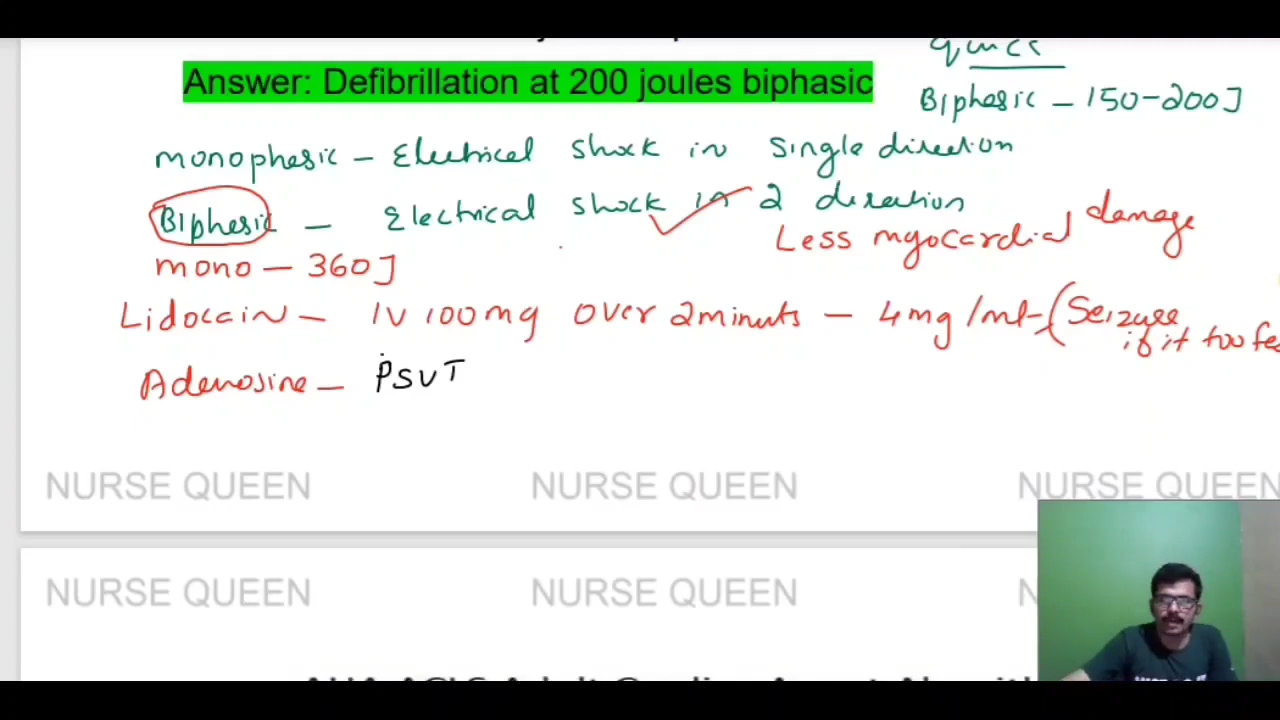 Answer: Defibrillation at 200 joules biphasic
Biphasic - 150-200J
monophasic - Electrical shock in single direction
Biphasic - Electrical shock in 2 direction
Less myocardial damage
mono - 360J
Lidocain - IV 100mg over 2 minuts - 4mg/ml - (Seizure
if it too
Adenosine - PSVT
NURSE QUEEN NURSE QUEEN NURSE QUEEN
NURSE QUEEN NURSE QUEEN